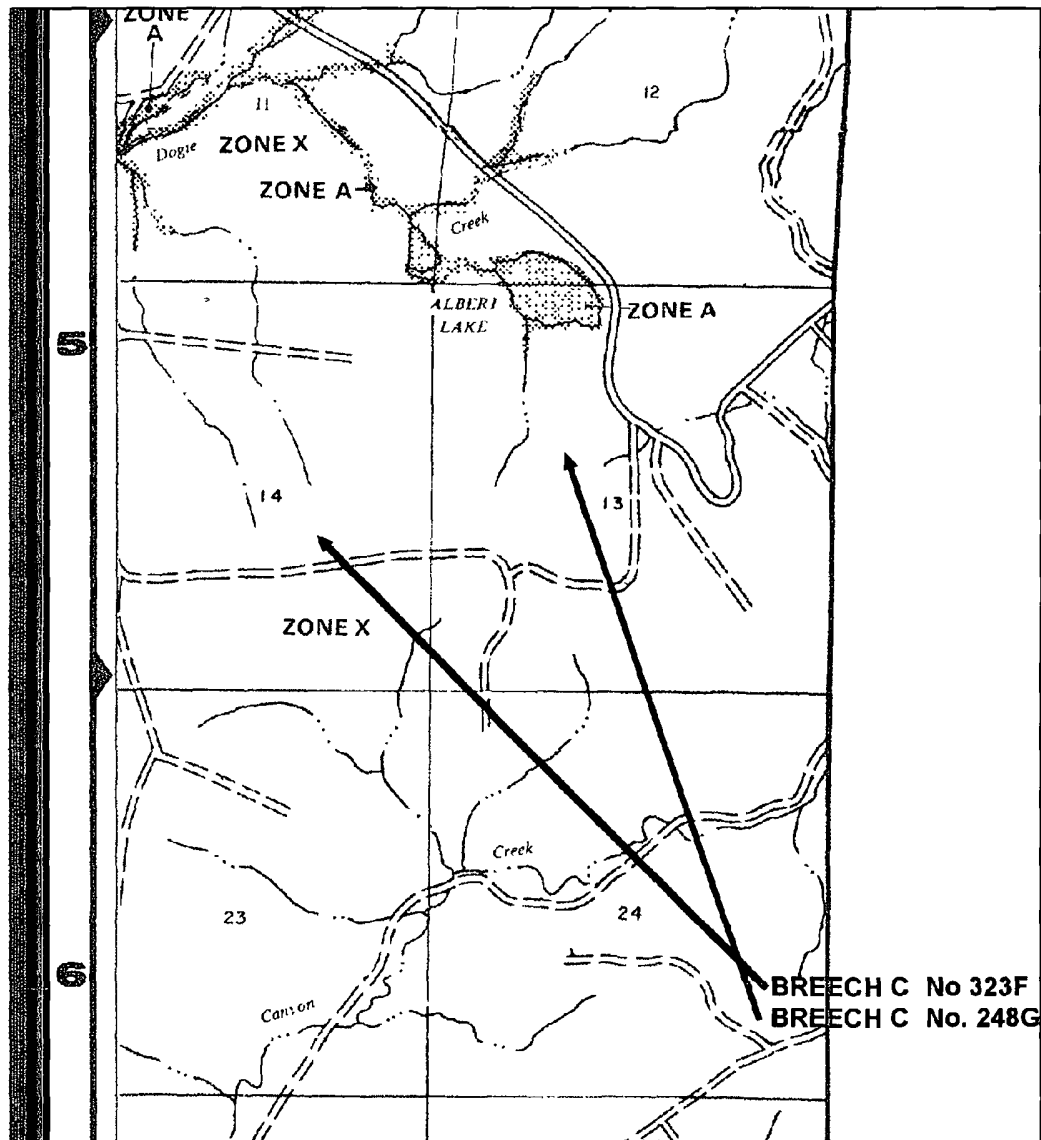 ZONE
A
11
12
Dogie
ZONE X
ZONE A
Creek
ALBERT
LAKE
ZONE A
5
14
13
ZONE X
Creek
23
24
6
Canyon
BREECH C No 323F
BREECH C No. 248G